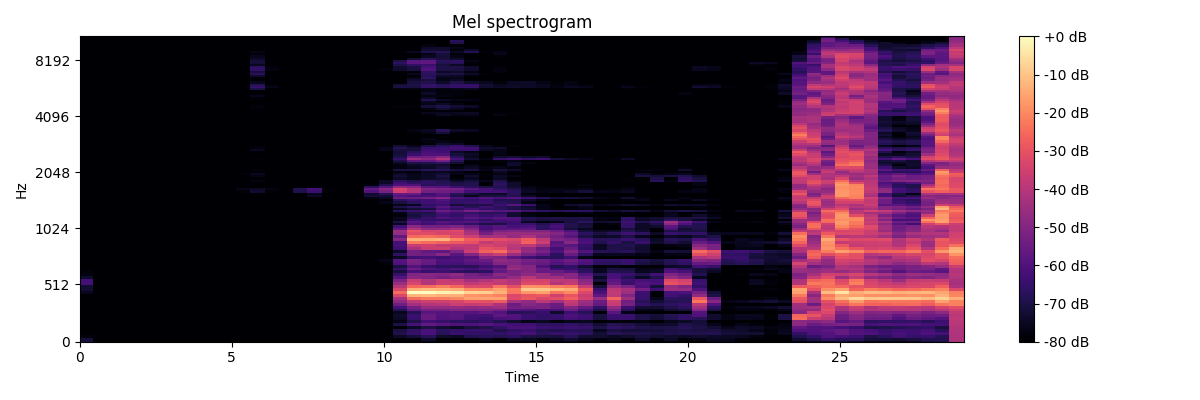 Mel spectrogram
8192
4096
2048
1024
512
0
Hz
0 5 10 15 20 25
Time
+0 dB
-10 dB
-20 dB
-30 dB
-40 dB
-50 dB
-60 dB
-70 dB
-80 dB